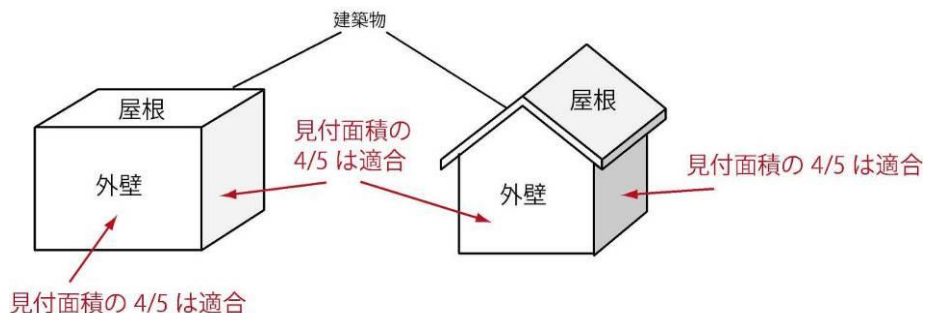 建築物
屋根
外壁
見付面積の
4/5 は適合
見付面積の 4/5 は適合
屋根
外壁
見付面積の 4/5 は適合